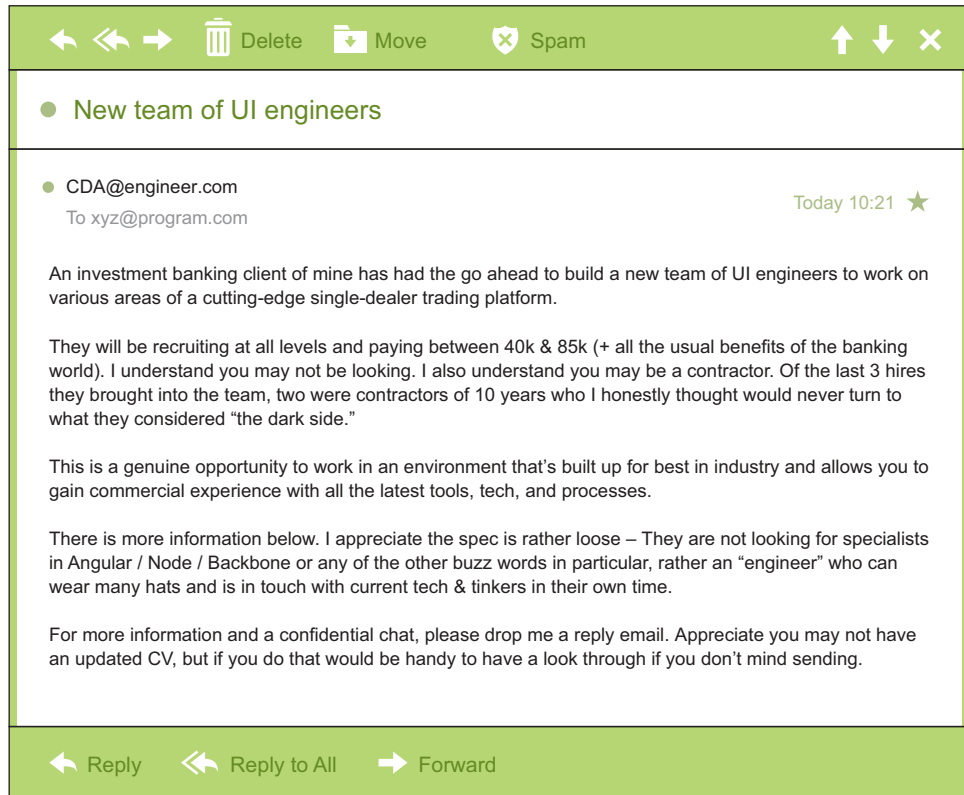 Delete Move Spam
New team of UI engineers
CDA@engineer.com
To xyz@program.com
Today 10:21
An investment banking client of mine has had the go ahead to build a new team of UI engineers to work on
various areas of a cutting-edge single-dealer trading platform.
They will be recruiting at all levels and paying between 40k & 85k (+ all the usual benefits of the banking
world). I understand you may not be looking. I also understand you may be a contractor. Of the last 3 hires
they brought into the team, two were contractors of 10 years who I honestly thought would never turn to
what they considered “the dark side.”
This is a genuine opportunity to work in an environment that’s built up for best in industry and allows you to
gain commercial experience with all the latest tools, tech, and processes.
There is more information below. I appreciate the spec is rather loose – They are not looking for specialists
in Angular / Node / Backbone or any of the other buzz words in particular, rather an “engineer” who can
wear many hats and is in touch with current tech & tinkers in their own time.
For more information and a confidential chat, please drop me a reply email. Appreciate you may not have
an updated CV, but if you do that would be handy to have a look through if you don’t mind sending.
Reply Reply to All Forward